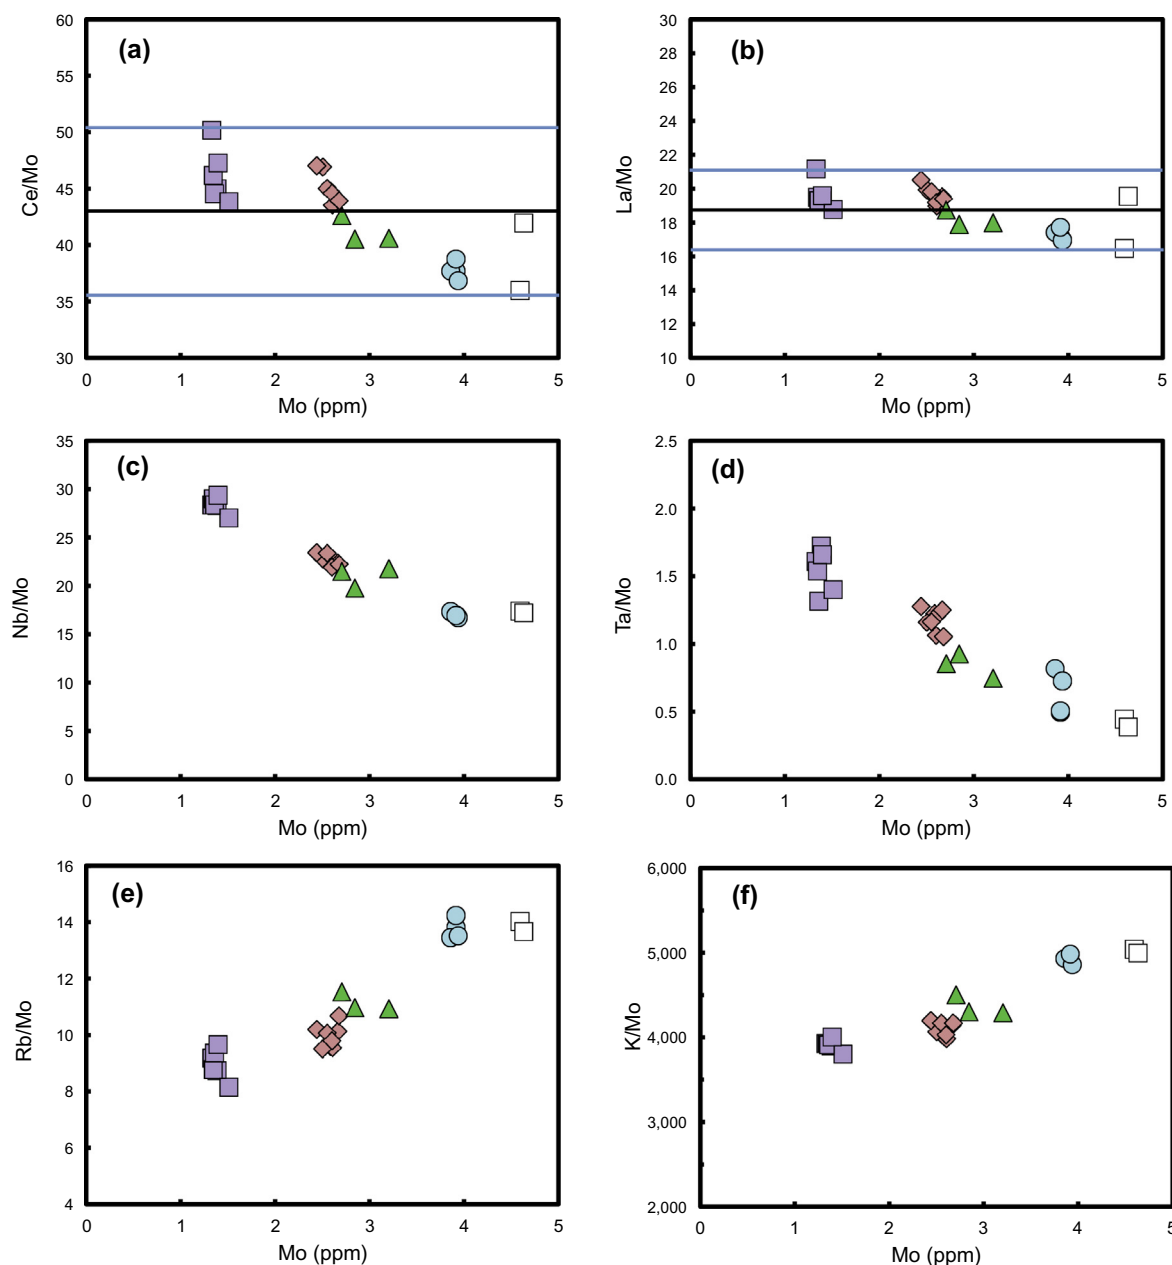 (a)
60
55
50
45
40
35
30
Ce/Mo
0 1 2 3 4 5
Mo (ppm)
(b)
30
28
26
24
22
20
18
16
14
12
10
La/Mo
0 1 2 3 4 5
Mo (ppm)
(c)
35
30
25
20
15
10
5
0
Nb/Mo
0 1 2 3 4 5
Mo (ppm)
(d)
2.5
2.0
1.5
1.0
0.5
0.0
Ta/Mo
0 1 2 3 4 5
Mo (ppm)
(e)
16
14
12
10
8
6
4
Rb/Mo
0 1 2 3 4 5
Mo (ppm)
(f)
6,000
5,000
4,000
3,000
2,000
K/Mo
0 1 2 3 4 5
Mo (ppm)